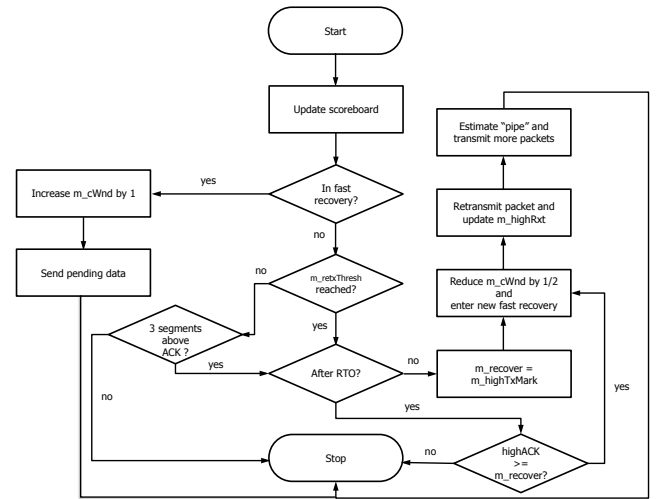 Start
Update scoreboard
In fast
recovery?
yes
Increase m_cWnd by 1
Send pending data
no
m_retxThresh
reached?
no
3 segments
above
ACK ?
yes
no
yes
After RTO?
no
m_recover =
m_highTxMark
Reduce m_cWnd by 1/2
and
enter new fast recovery
Retransmit packet and
update m_highRxt
Estimate "pipe" and
transmit more packets
yes
highACK
>=
m_recover?
yes
no
Stop